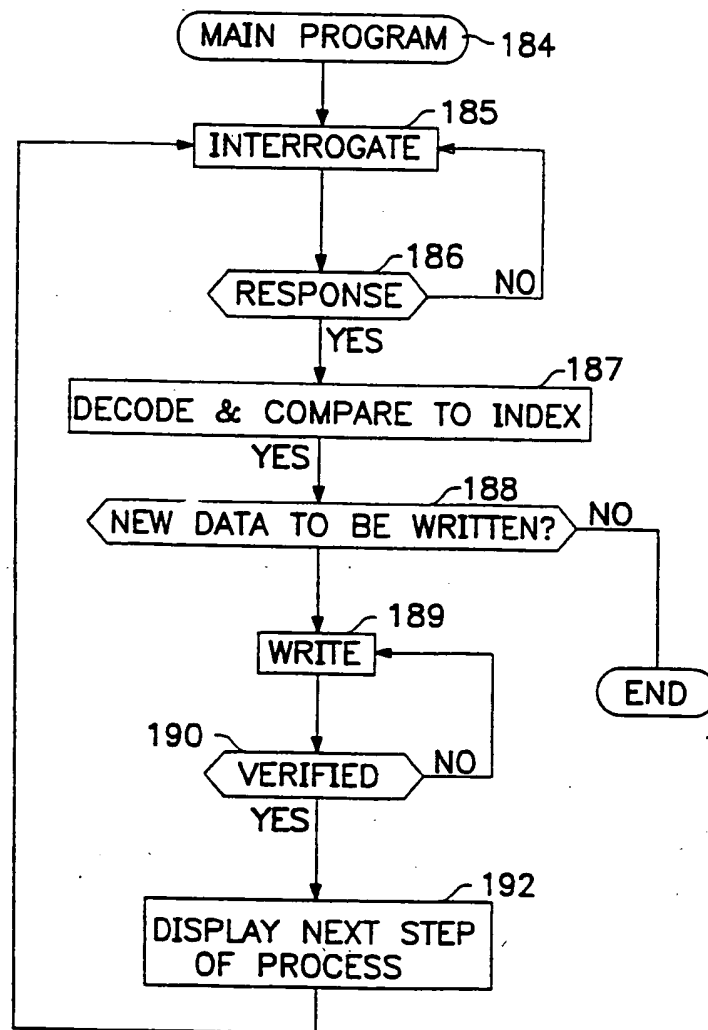 MAIN PROGRAM
184
185
INTERROGATE
186
RESPONSE
NO
YES
187
DECODE & COMPARE TO INDEX
YES
188
NEW DATA TO BE WRITTEN?
NO
189
WRITE
END
190
VERIFIED
NO
YES
192
DISPLAY NEXT STEP
OF PROCESS